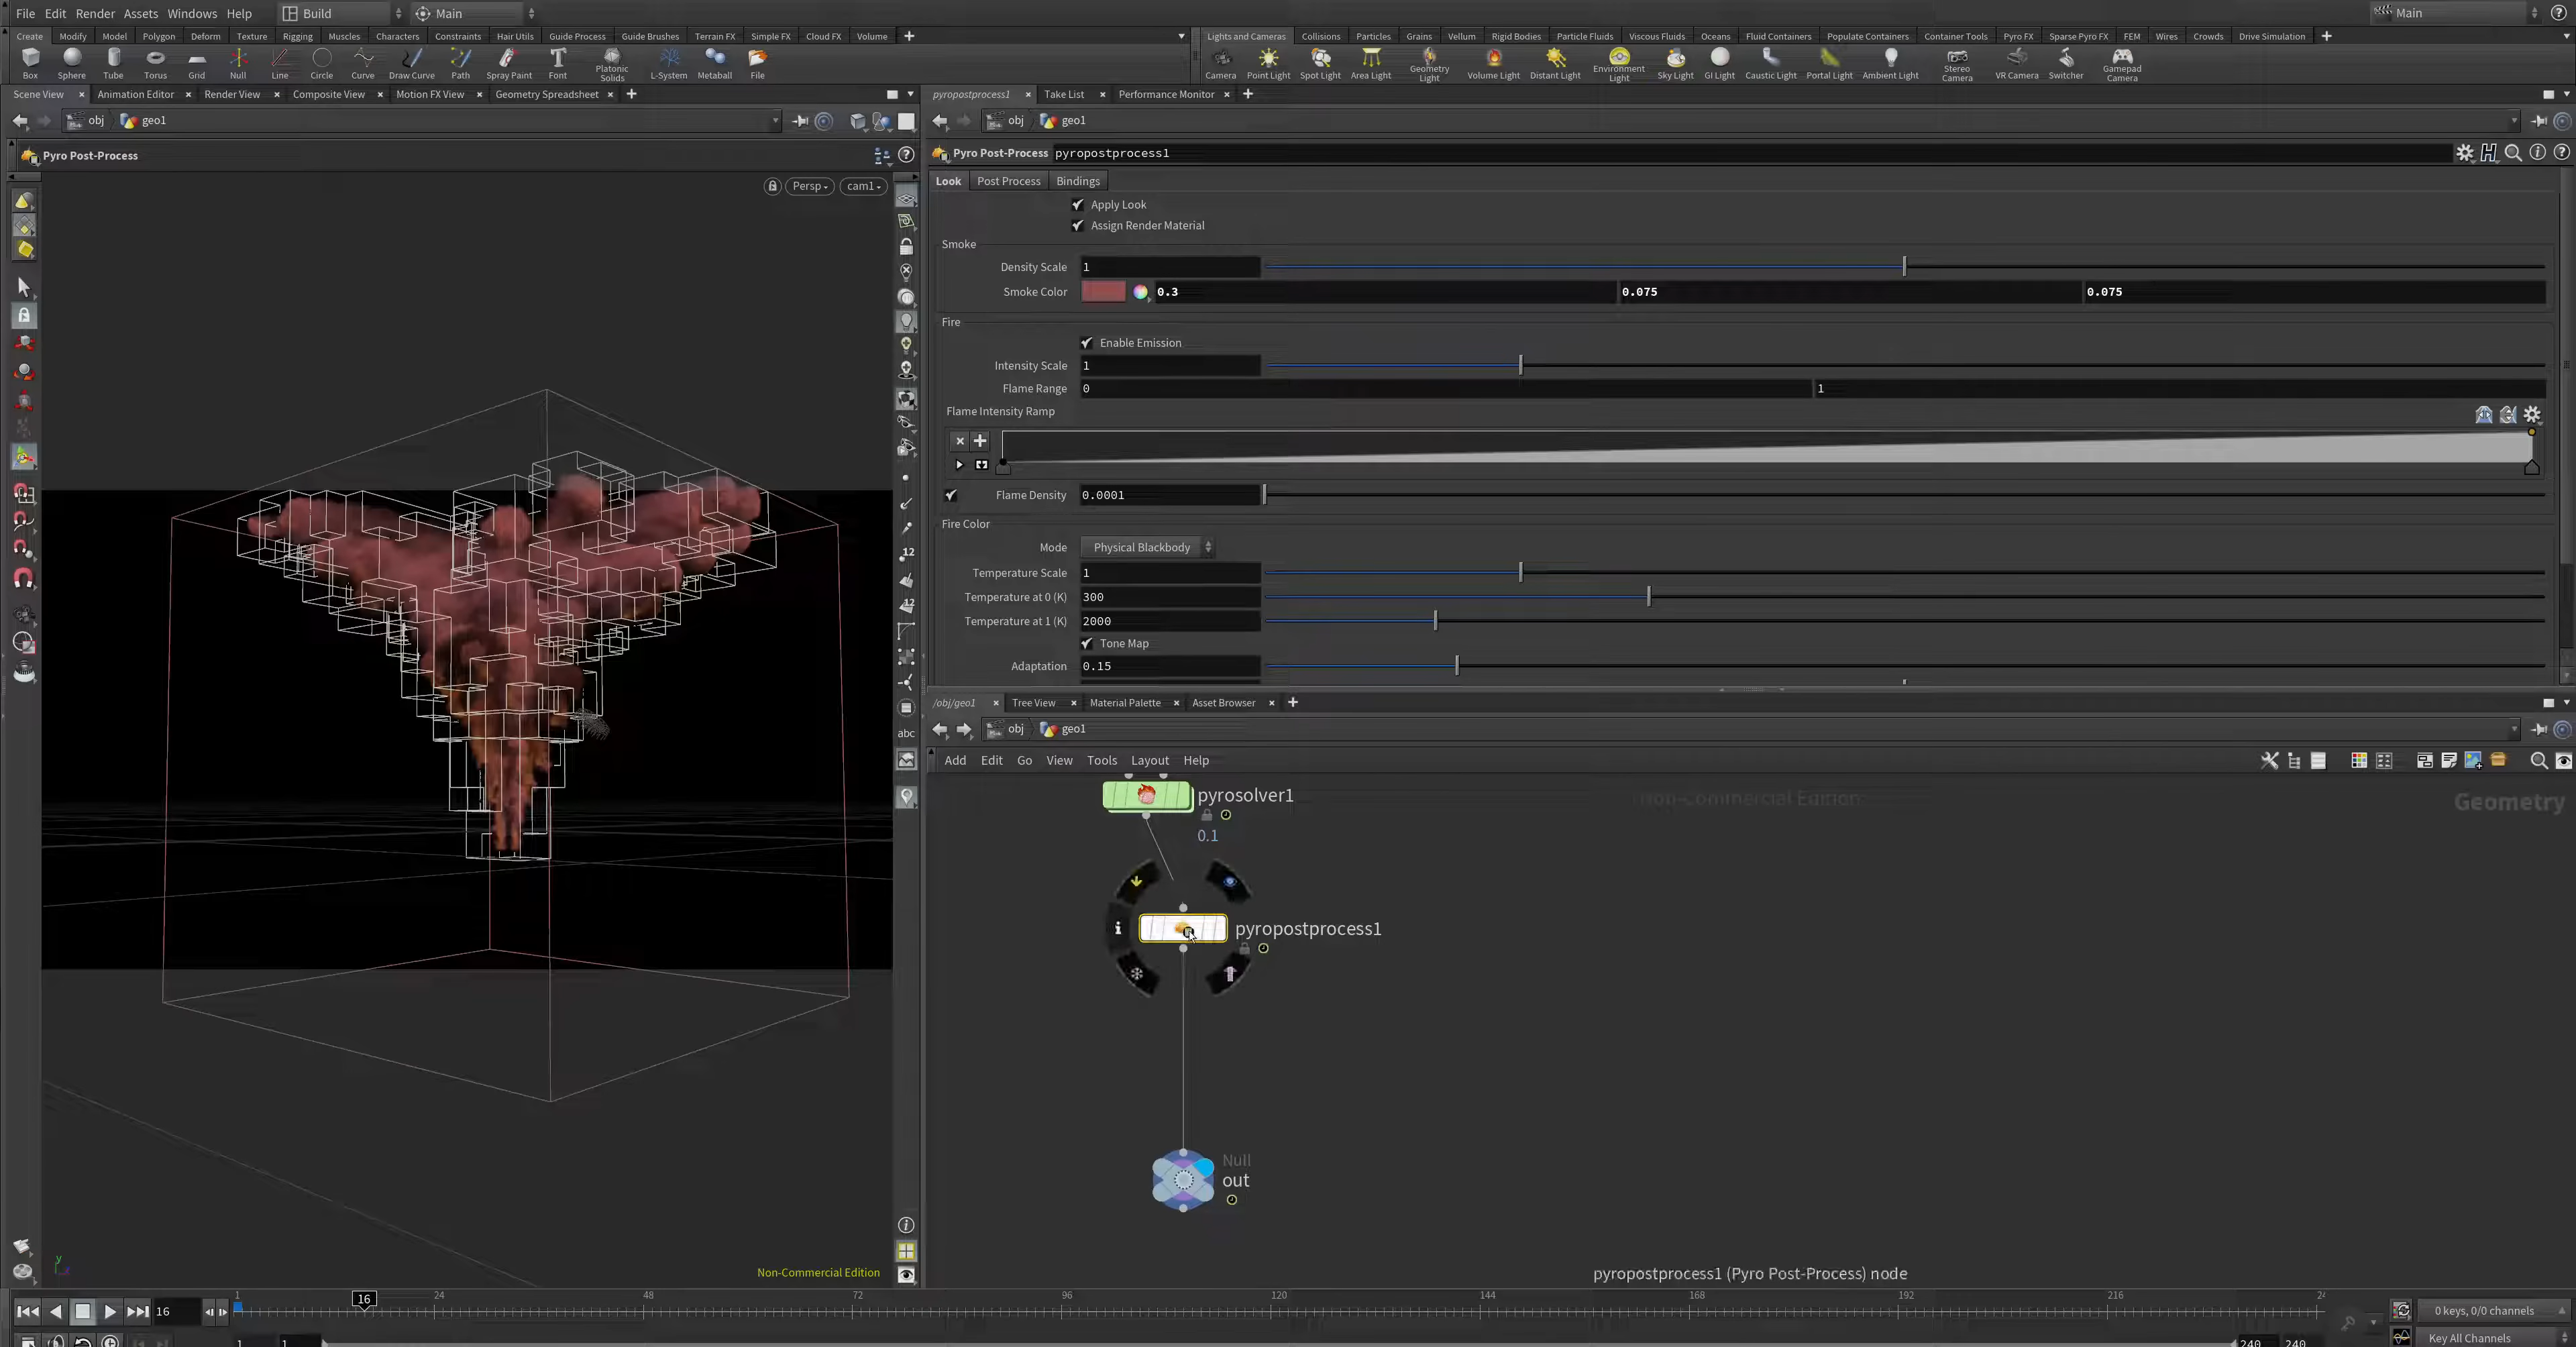 File Edit Render Assets Windows Help Build Main Main
Create Modify Model Polygon Deform Texture Rigging Muscles Characters Constraints Hair Utils Guide Process Guide Brushes Terrain FX Simple FX Cloud FX Volume
Lights and Cameras Collisions Particles Grains Vellum Rigid Bodies Particle Fluids Viscous Fluids Oceans Fluid Containers Populate Containers Container Tools Pyro FX Sparse Pyro FX FEM Wires Crowds Drive Simulation
Box Sphere Tube Torus Grid Null Line Circle Curve Draw Curve Path Spray Paint Font Platonic Solids L-System Metaball File
Camera Point Light Spot Light Area Light Geometry Light Volume Light Distant Light Environment Light Sky Light GI Light Caustic Light Portal Light Ambient Light Stereo Camera VR Camera Switcher Gamepad Camera
Scene View Animation Editor Render View Composite View Motion FX View Geometry Spreadsheet
pyropostprocess1 Take List Performance Monitor
obj geo1
obj geo1
Pyro Post-Process
Pyro Post-Process pyropostprocess1
Persp cam1
Look Post Process Bindings
Apply Look
Assign Render Material
Smoke
Density Scale 1
Smoke Color 0.3 0.075 0.075
Fire
Enable Emission
Intensity Scale 1
Flame Range 0 1
Flame Intensity Ramp
Flame Density 0.0001
Fire Color
Mode Physical Blackbody
Temperature Scale 1
Temperature at 0 (K) 300
Temperature at 1 (K) 2000
Tone Map
Adaptation 0.15
12
12
abc
/obj/geo1 Tree View Material Palette Asset Browser
obj geo1
Add Edit Go View Tools Layout Help
Non-Commercial Edition
Geometry
pyrosolver1
0.1
pyropostprocess1
Null
out
y
x
Non-Commercial Edition
pyropostprocess1 (Pyro Post-Process) node
16
1 16 24 48 72 96 120 144 168 192 216
0 keys, 0/0 channels
1 1 240 240
Key All Channels